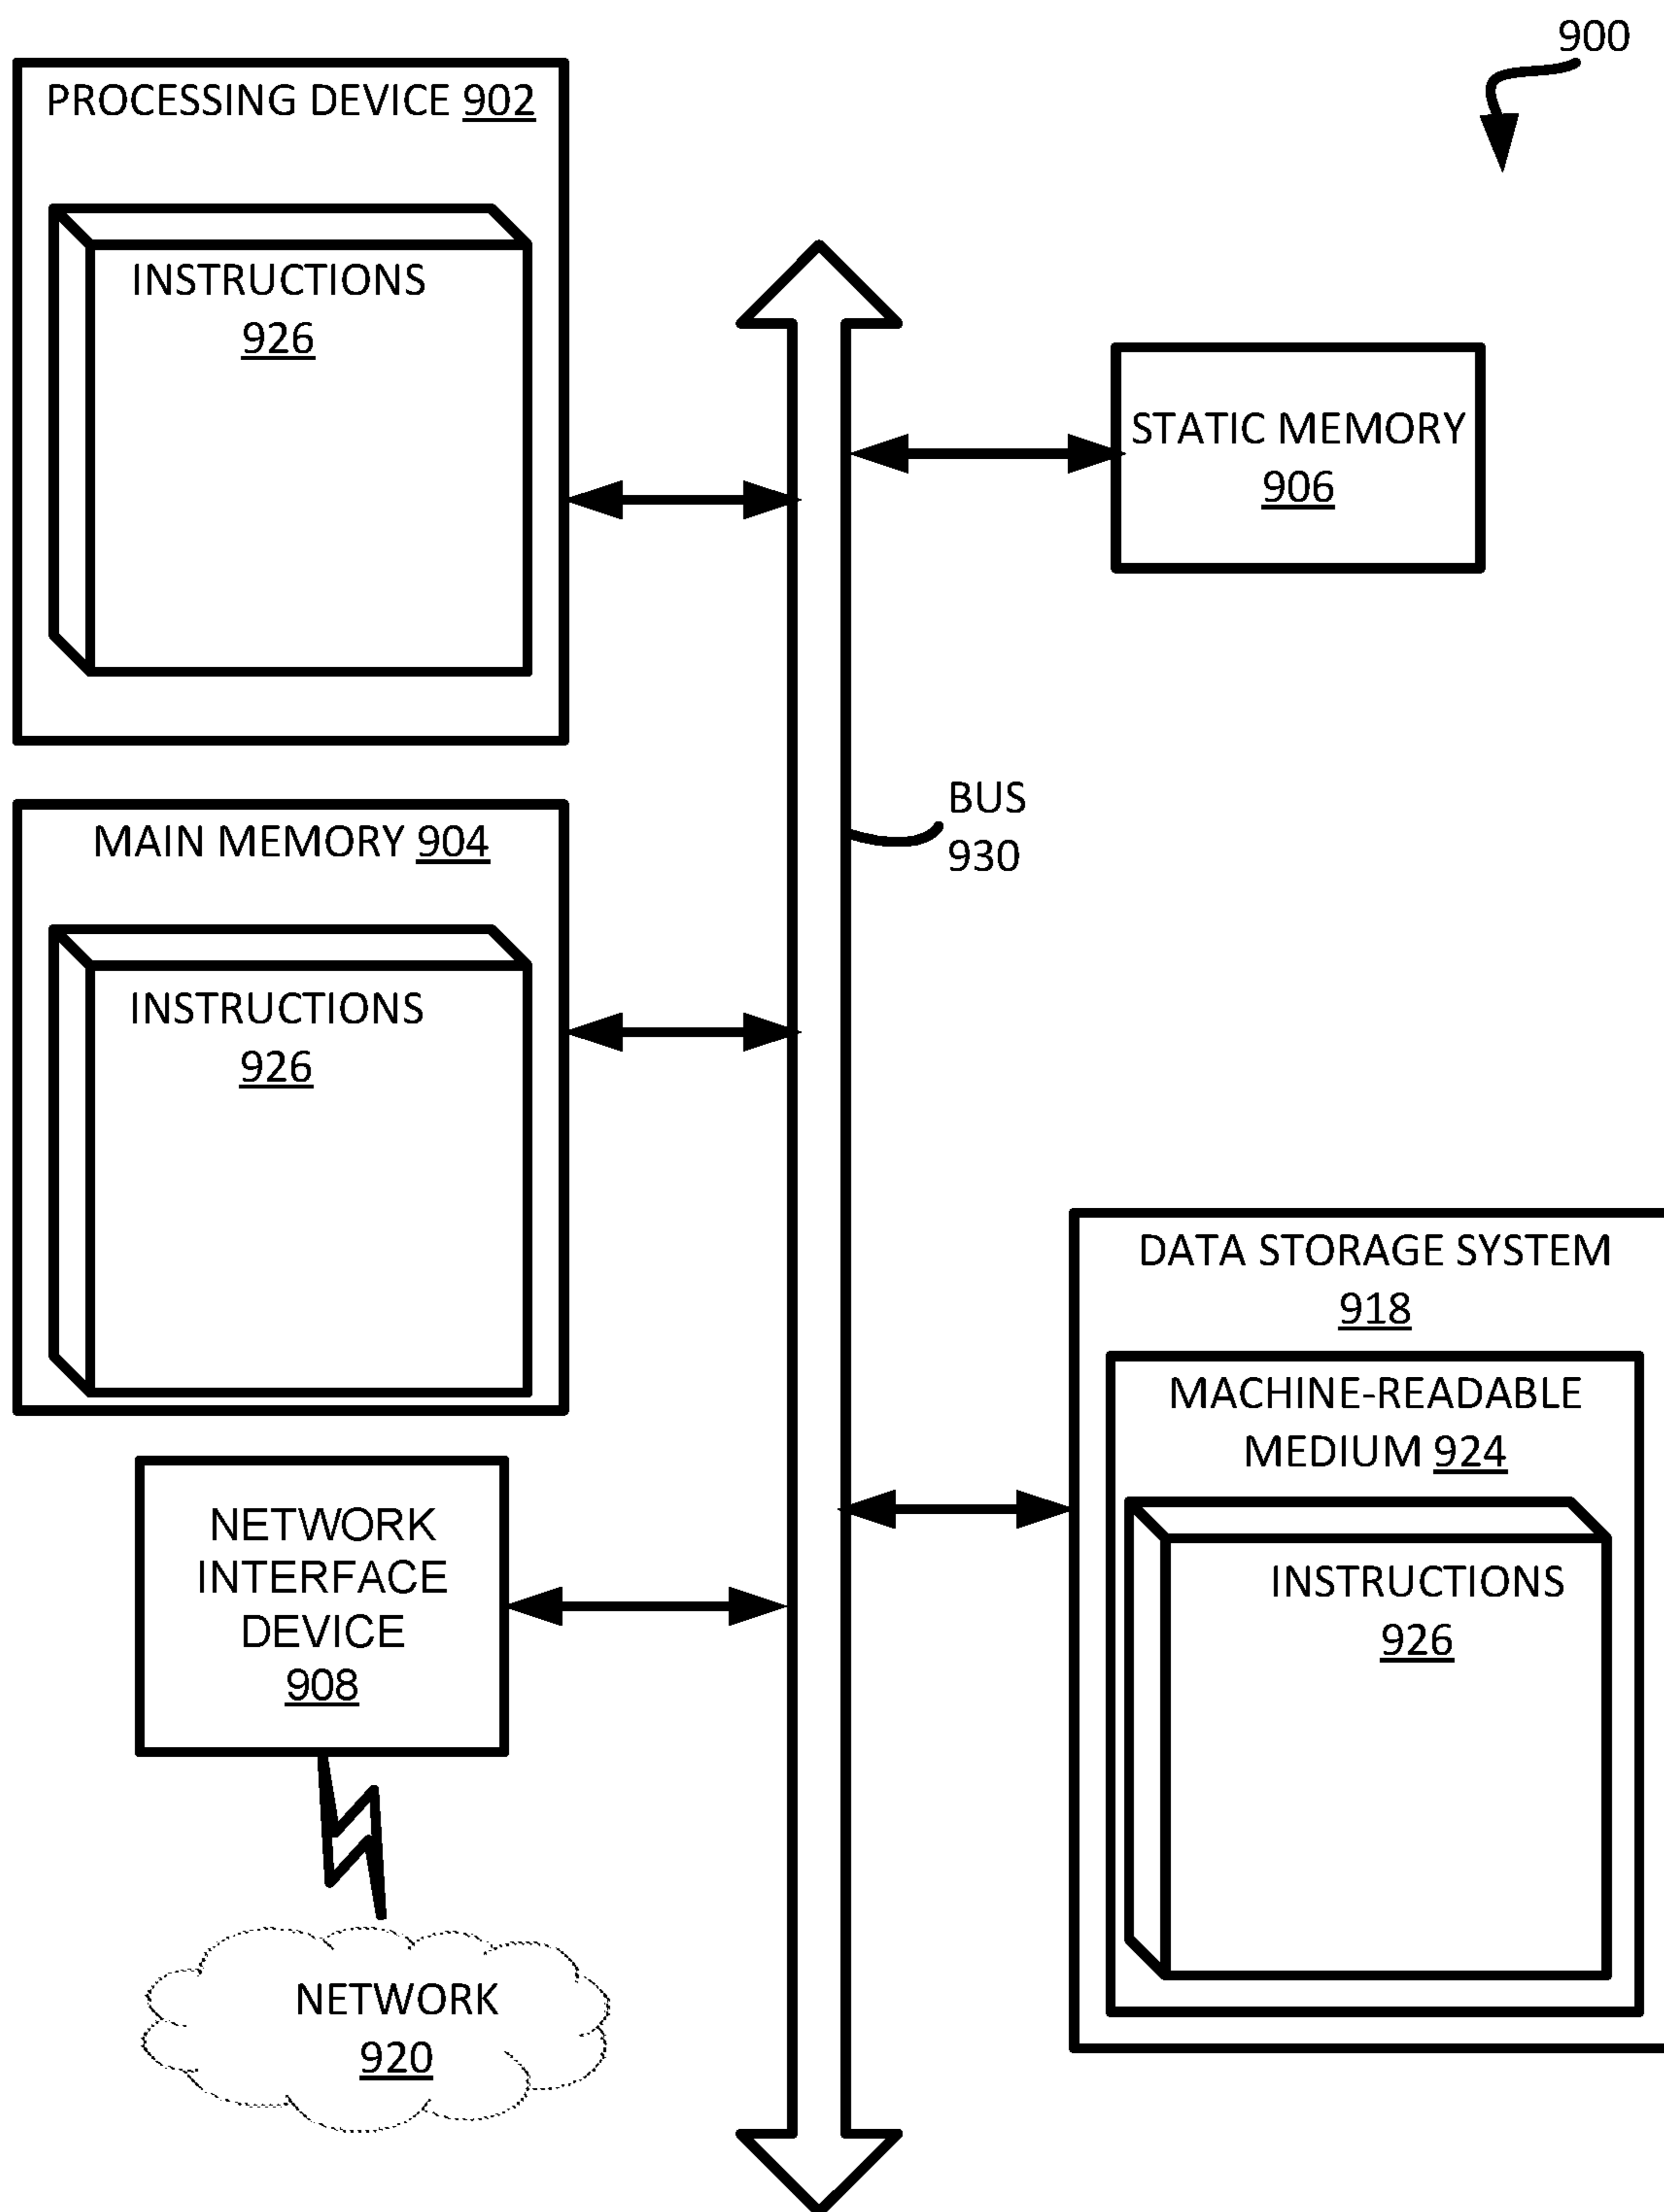 900
PROCESSING DEVICE 902
INSTRUCTIONS
926
STATIC MEMORY
906
BUS
930
MAIN MEMORY 904
INSTRUCTIONS
926
DATA STORAGE SYSTEM
918
MACHINE-READABLE
MEDIUM 924
INSTRUCTIONS
926
NETWORK
INTERFACE
DEVICE
908
NETWORK
920